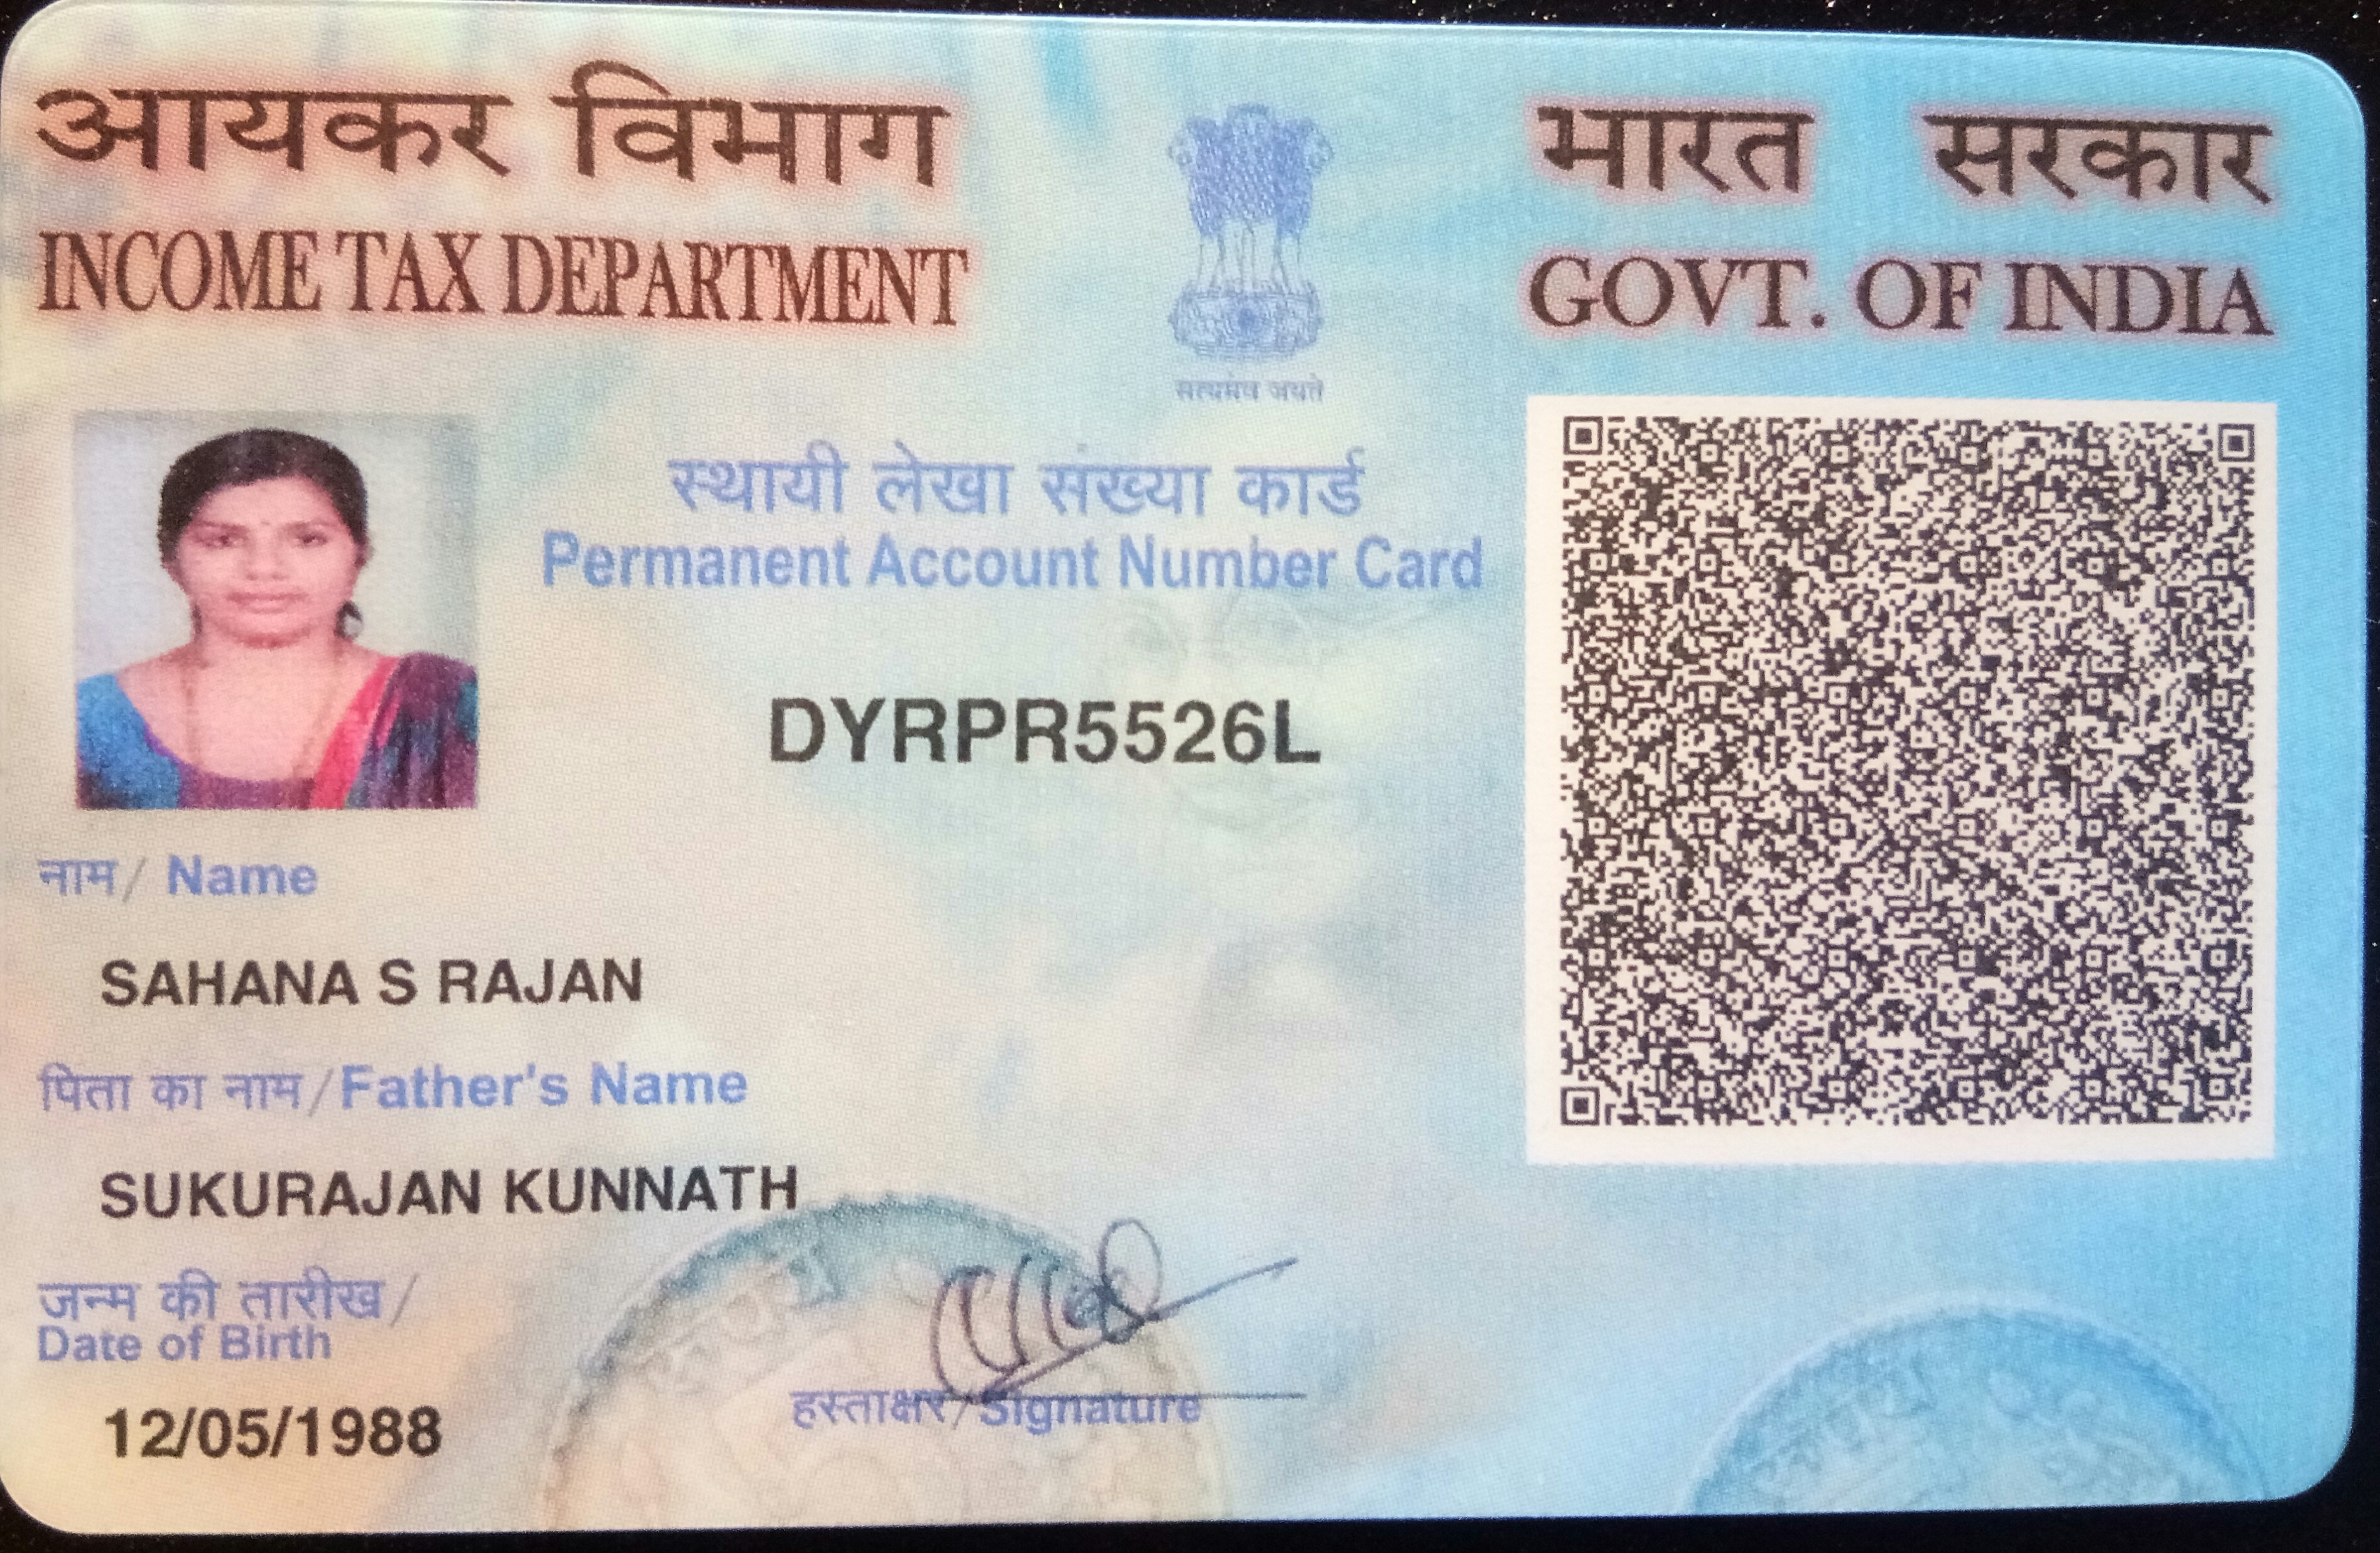 आयकर विभाग
INCOME TAX DEPARTMENT
भारत सरकार
GOVT. OF INDIA
सत्यमेव जयते
स्थायी लेखा संख्या कार्ड
Permanent Account Number Card
DYRPR5526L
नाम/ Name
SAHANA S RAJAN
पिता का नाम/Father's Name
SUKURAJAN KUNNATH
जन्म की तारीख/
Date of Birth
12/05/1988
हस्ताक्षर/Signature